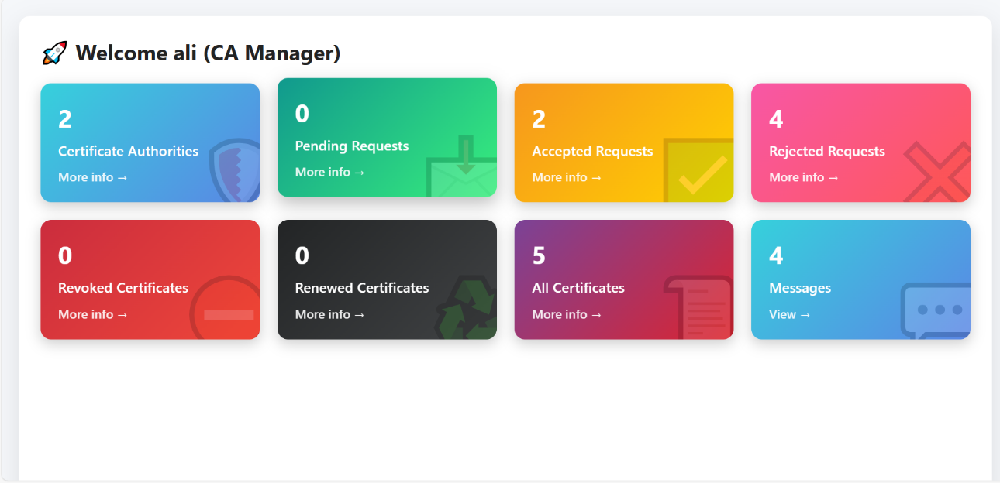 🚀 Welcome ali (CA Manager)
2
Certificate Authorities
More info →
0
Pending Requests
More info →
2
Accepted Requests
More info →
4
Rejected Requests
More info →
0
Revoked Certificates
More info →
0
Renewed Certificates
More info →
5
All Certificates
More info →
4
Messages
View →